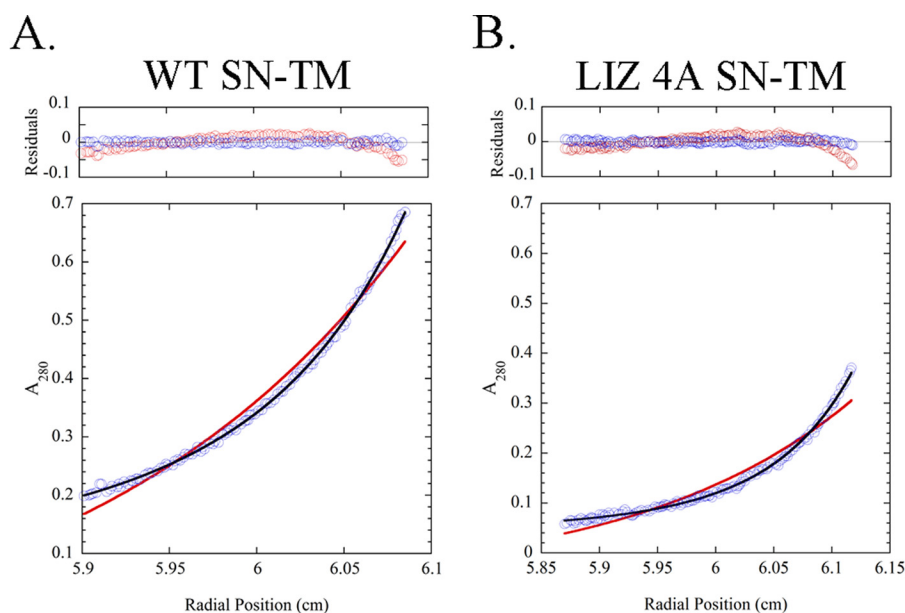 A.
WT SN-TM
Residuals
0.1
0
-0.1
0.7
0.6
0.5
0.4
0.3
0.2
0.1
A280
5.9 5.95 6 6.05 6.1
Radial Position (cm)
B.
LIZ 4A SN-TM
Residuals
0.1
0
-0.1
0.7
0.6
0.5
0.4
0.3
0.2
0.1
0
A280
5.85 5.9 5.95 6 6.05 6.1 6.15
Radial Position (cm)